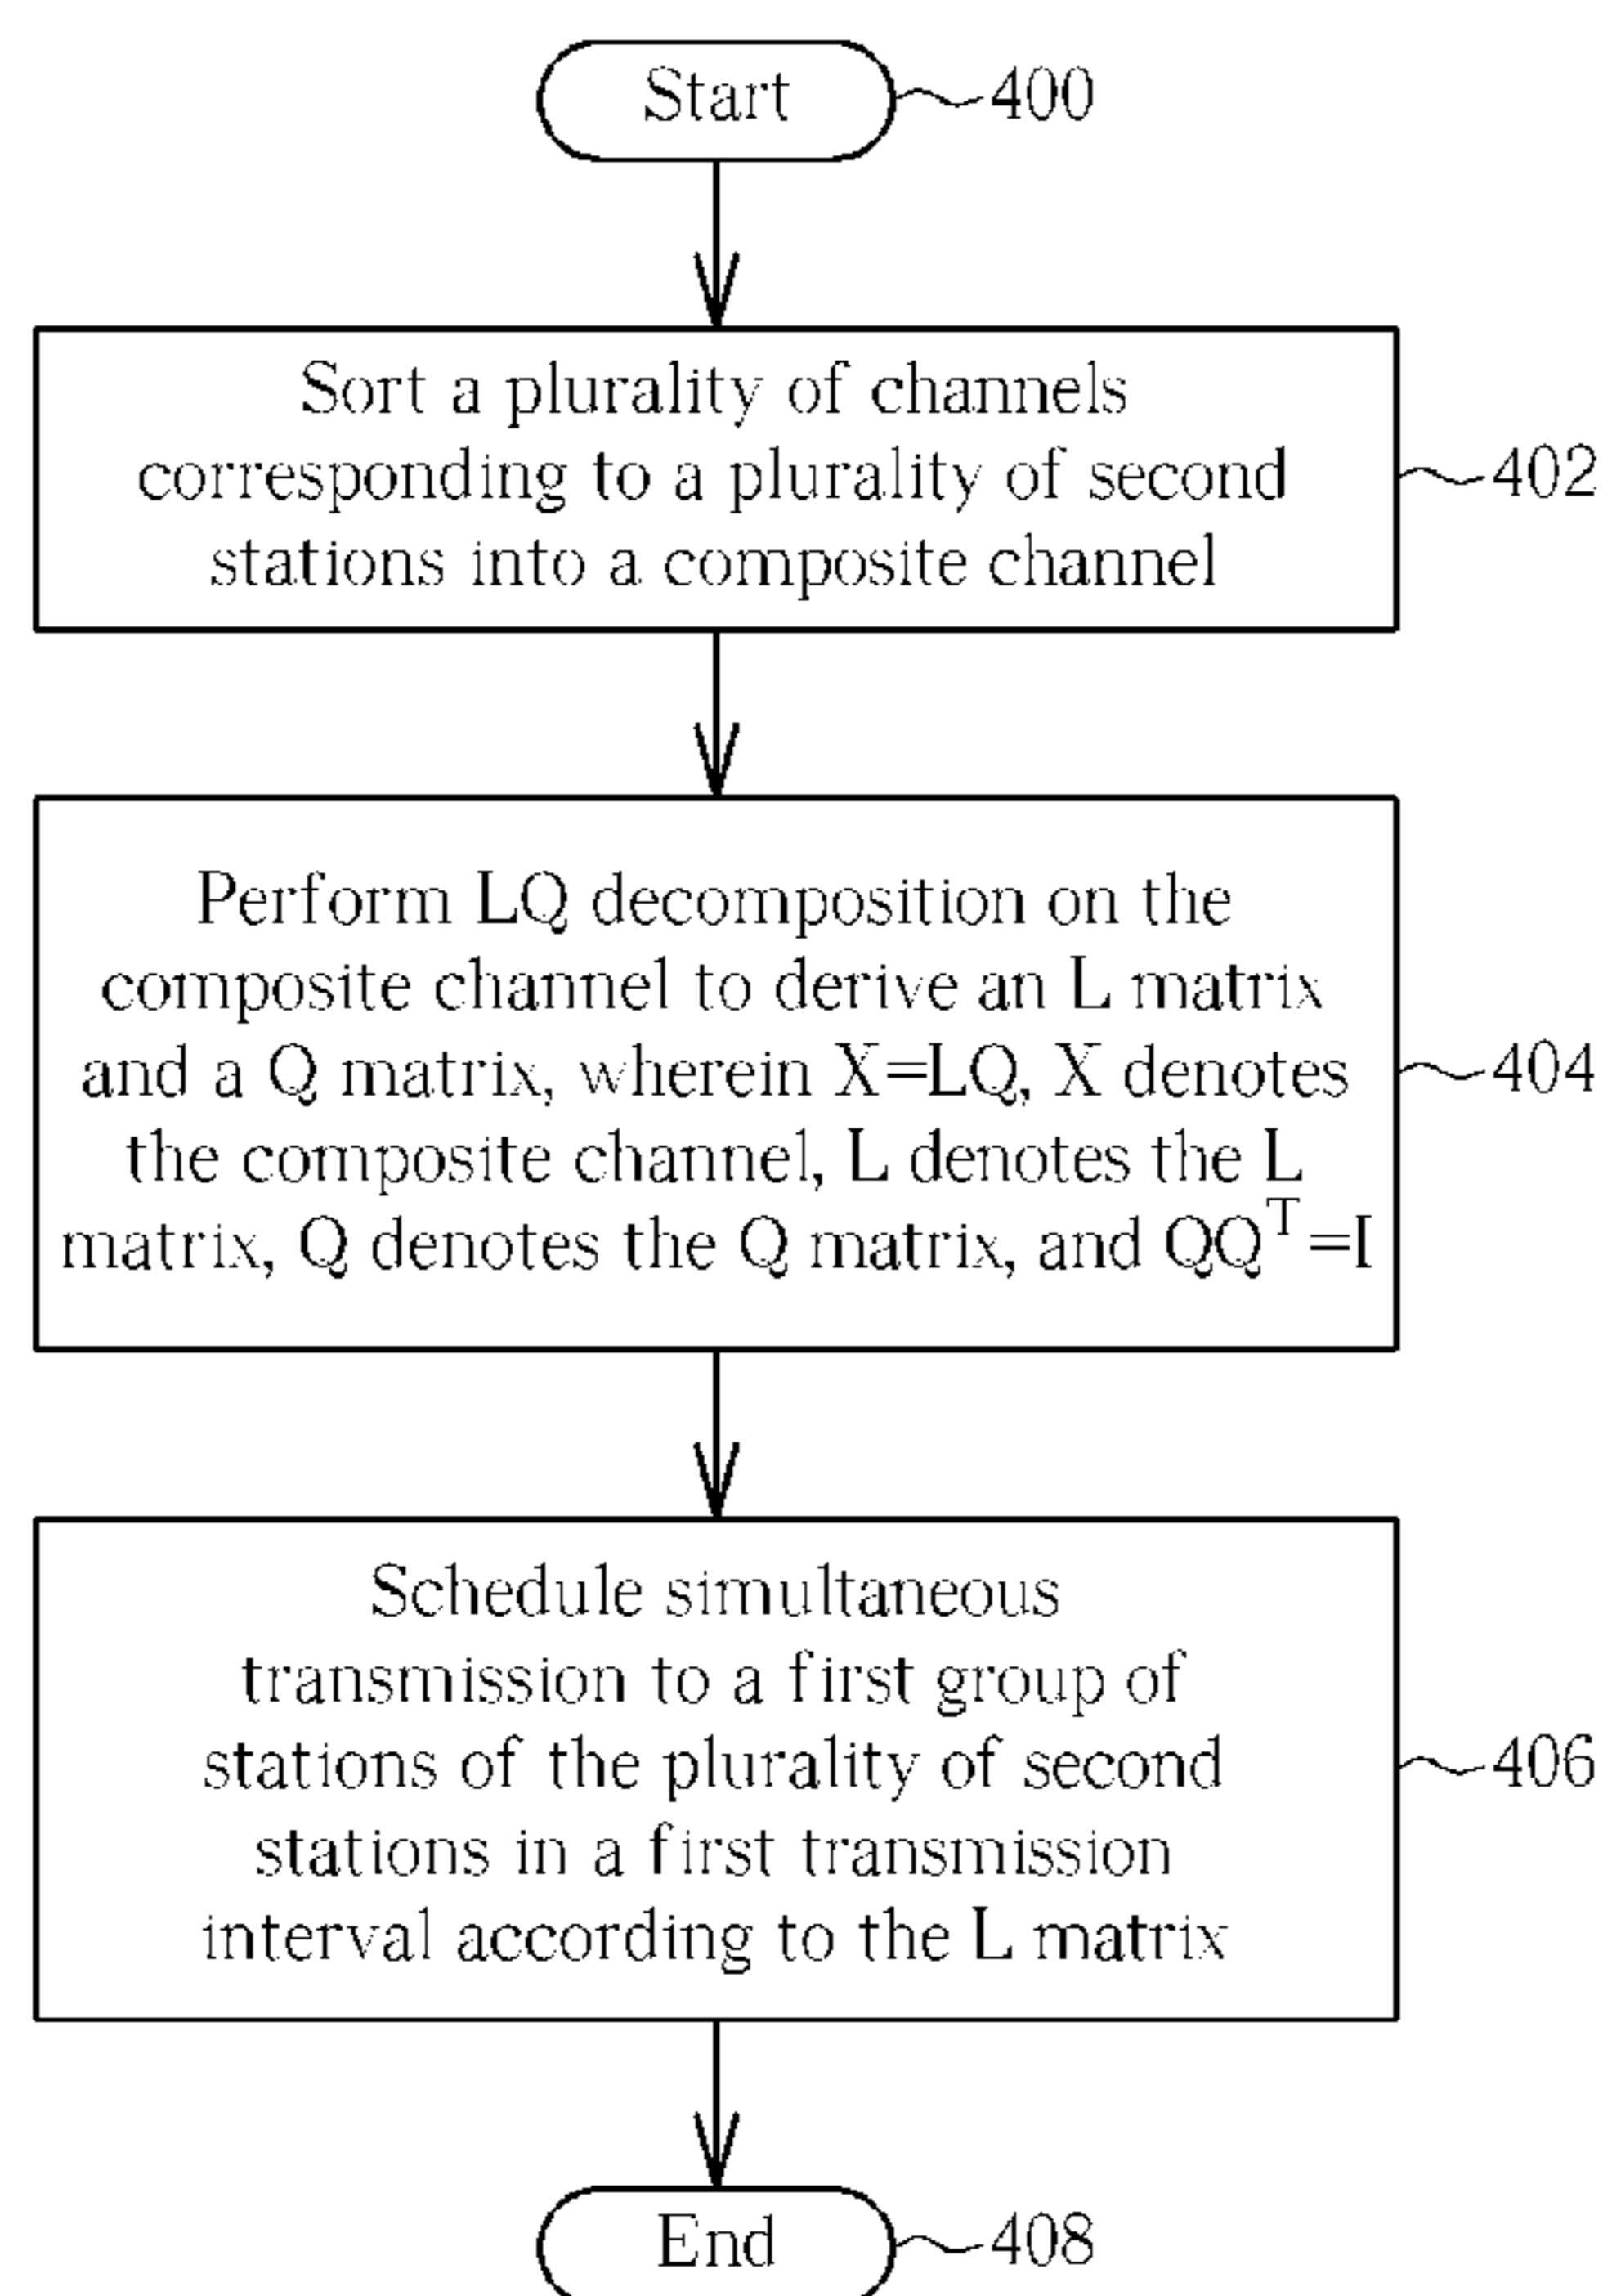 Start
400
Sort a plurality of channels
corresponding to a plurality of second
stations into a composite channel
402
Perform LQ decomposition on the
composite channel to derive an L matrix
and a Q matrix, wherein X=LQ, X denotes
the composite channel, L denotes the L
matrix, Q denotes the Q matrix, and QQ^T=I
404
Schedule simultaneous
transmission to a first group of
stations of the plurality of second
stations in a first transmission
interval according to the L matrix
406
End
408